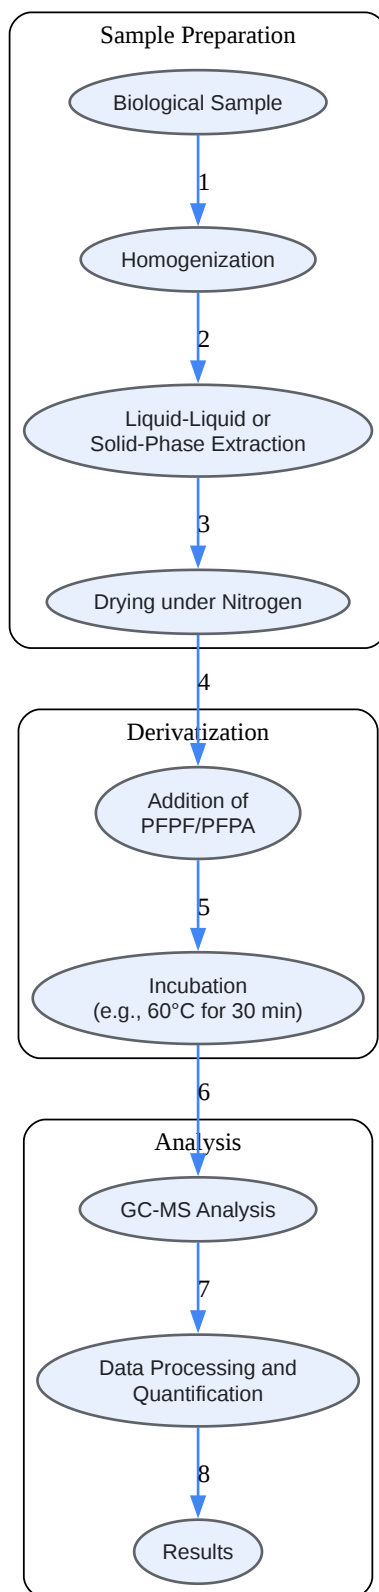 Sample Preparation
Biological Sample
1
Homogenization
2
Liquid-Liquid or
Solid-Phase Extraction
3
Drying under Nitrogen
4
Derivatization
Addition of
PFPF/PFPA
5
Incubation
(e.g., 60°C for 30 min)
6
Analysis
GC-MS Analysis
7
Data Processing and
Quantification
8
Results